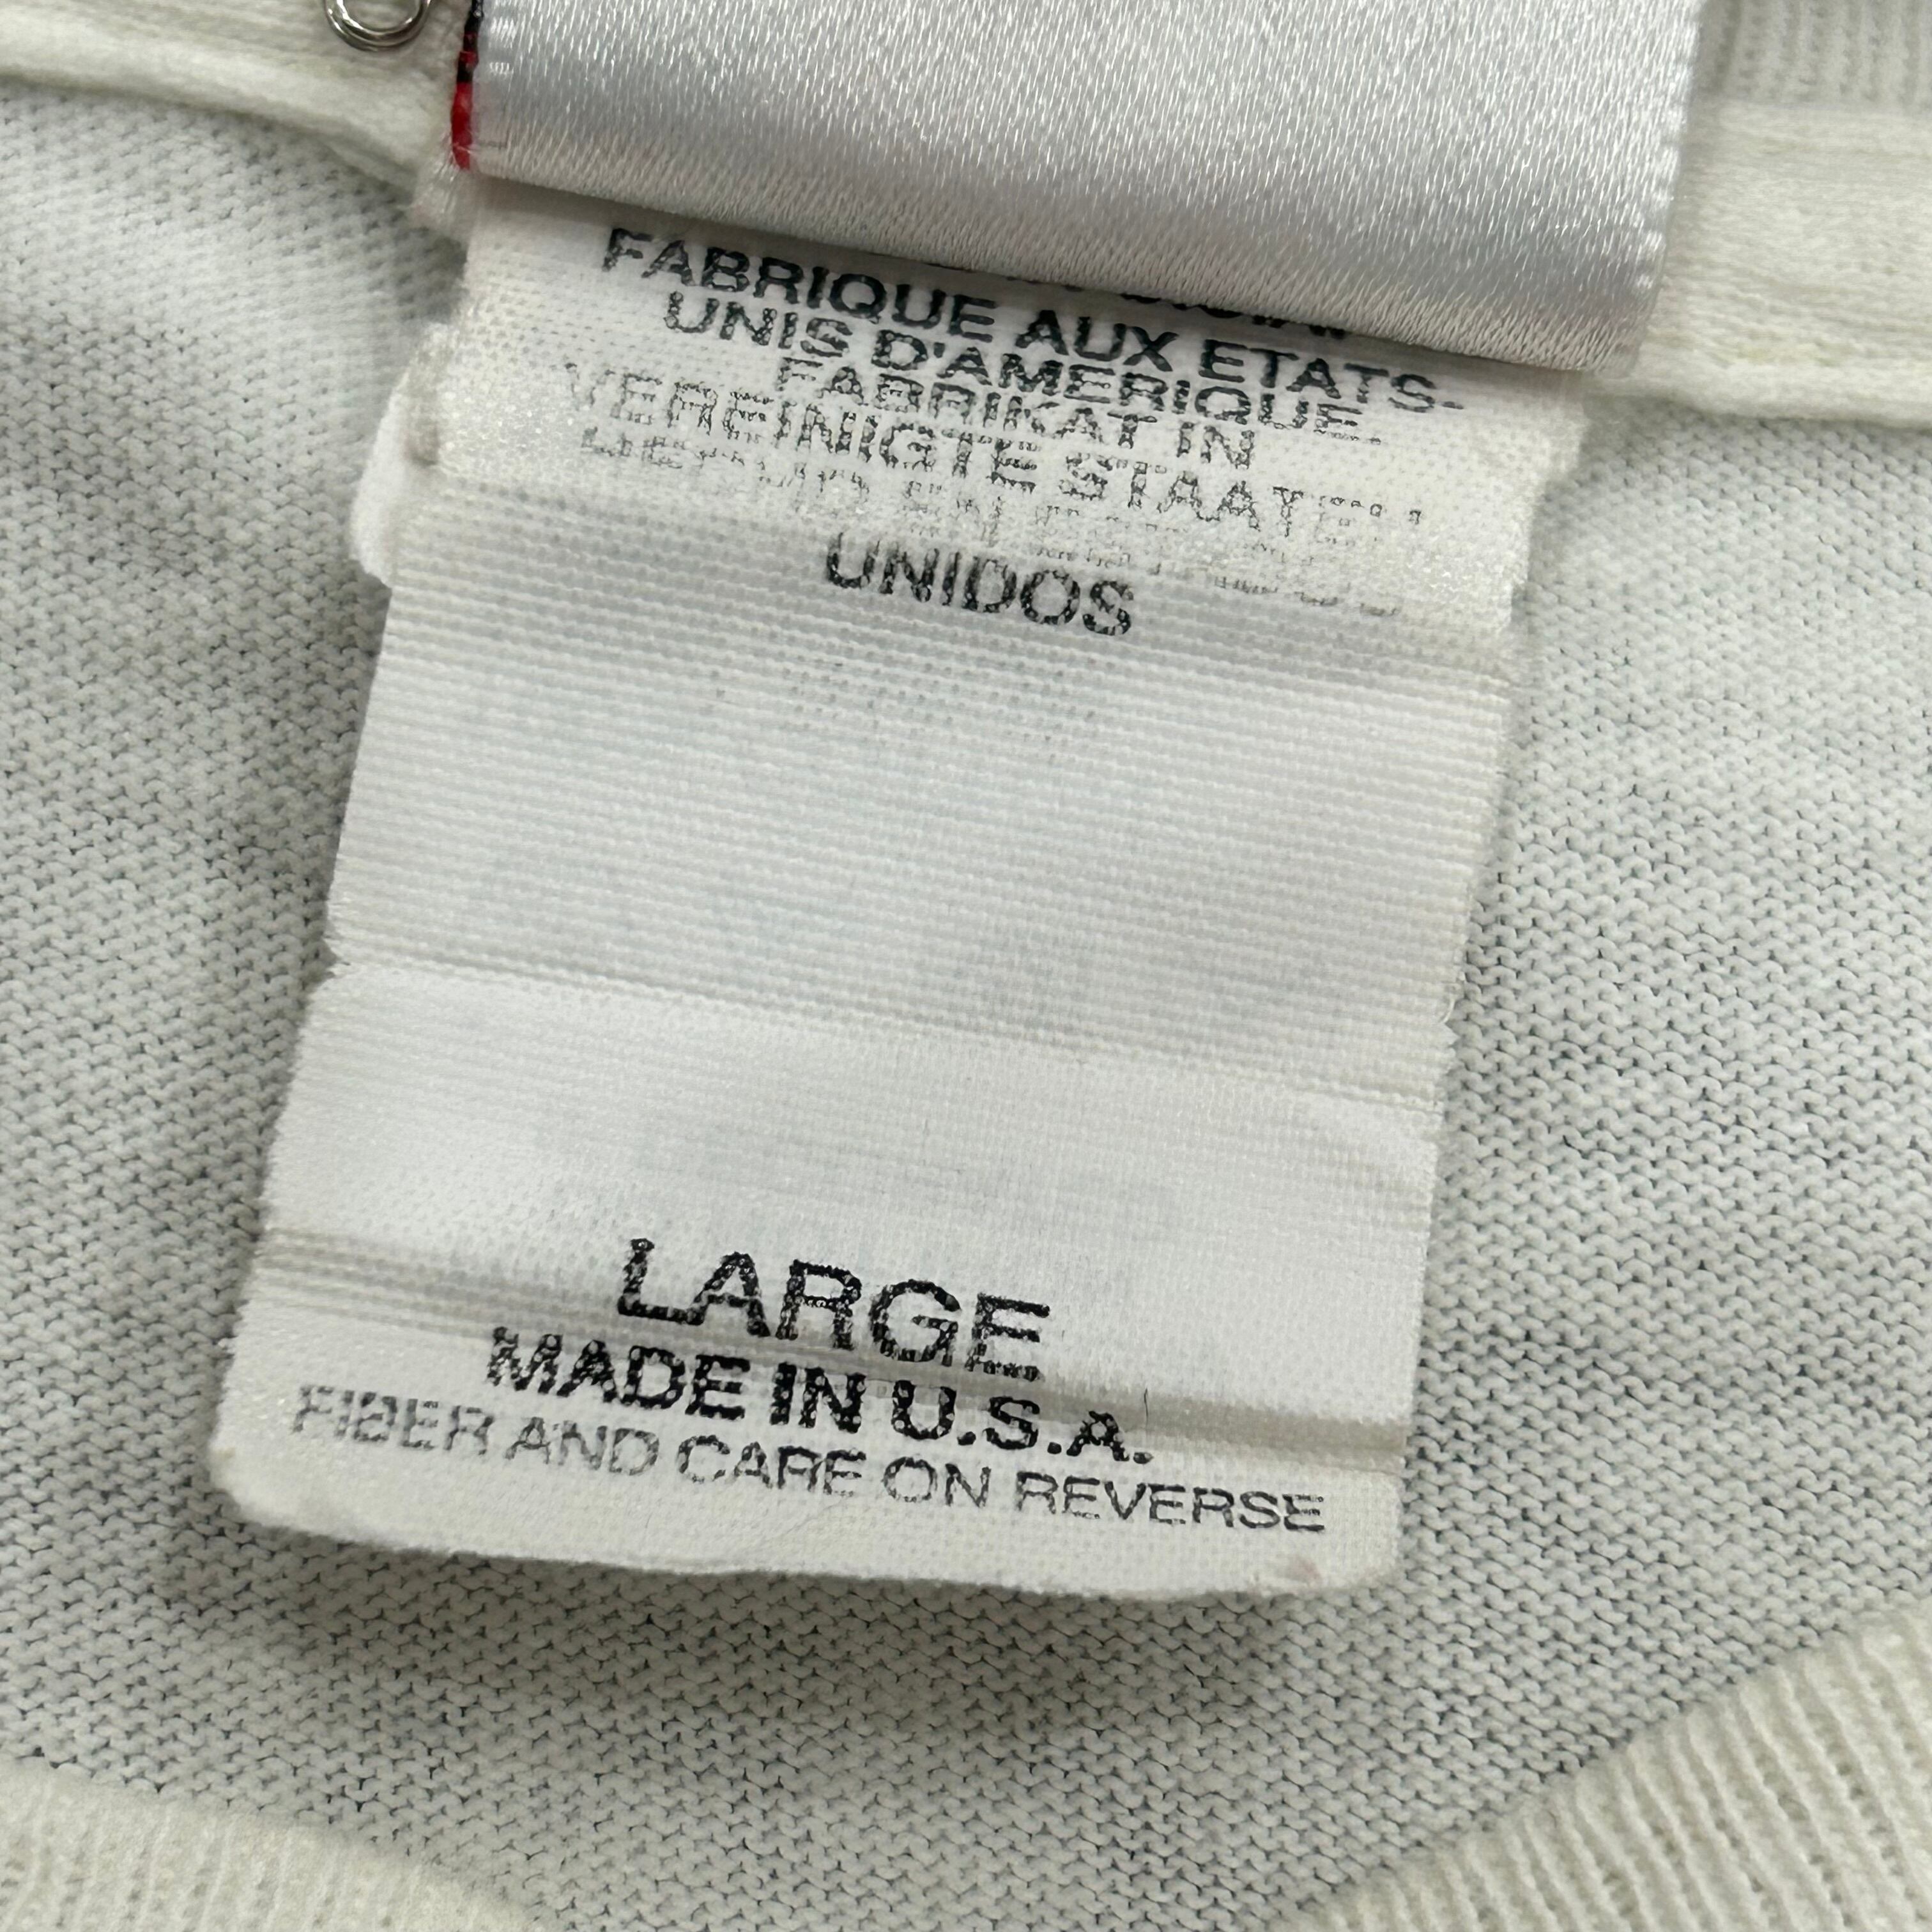 FABRIQUE AUX ETATS-
UNIS D'AMERIQUE.
FABRIKAT IN
VEREINIGTE STAATEN
UNIDOS
LARGE
MADE IN U.S.A.
FIBER AND CARE ON REVERSE